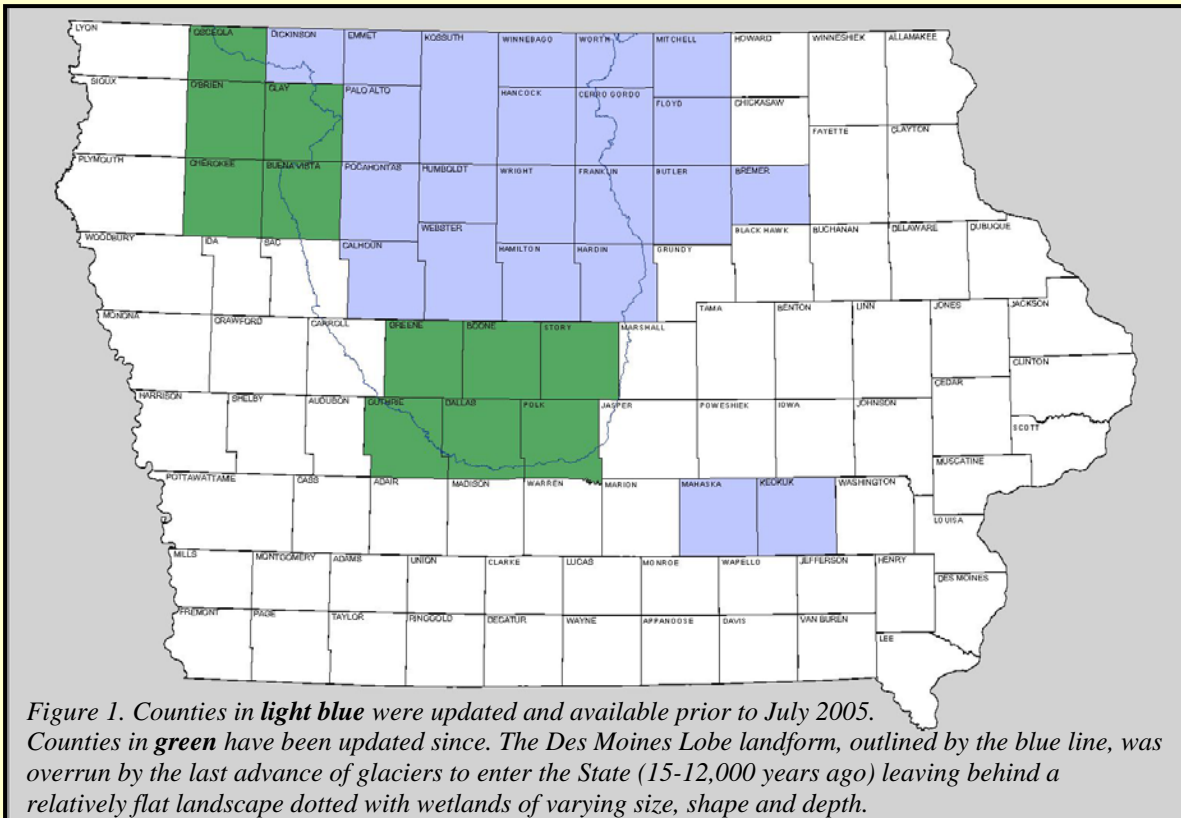 LYON
OSCEOLA
DICKINSON
EMMET
KOSSUTH
WINNEBAGO
WORTH
MITCHELL
HOWARD
WINNESHIEK
ALLAMAKEE
SIOUX
O'BRIEN
CLAY
PALO ALTO
HANCOCK
CERRO GORDO
FLOYD
CHICKASAW
FAYETTE
CLAYTON
PLYMOUTH
CHEROKEE
BUENA VISTA
POCAHONTAS
HUMBOLDT
WRIGHT
FRANKLIN
BUTLER
BREMER
WOODBURY
IDA
SAC
CALHOUN
WEBSTER
HAMILTON
HARDIN
GRUNDY
BLACK HAWK
BUCHANAN
DELAWARE
DUBUQUE
MONONA
CRAWFORD
CARROLL
GREENE
BOONE
STORY
MARSHALL
TAMA
BENTON
LINN
JONES
JACKSON
CLINTON
HARRISON
SHELBY
AUDUBON
GUTHRIE
DALLAS
POLK
JASPER
POWESHIEK
IOWA
JOHNSON
CEDAR
SCOTT
MUSCATINE
POTTAWATTAMIE
CASS
ADAIR
MADISON
WARREN
MARION
MAHASKA
KEOKUK
WASHINGTON
LOUISA
MILLS
MONTGOMERY
ADAMS
UNION
CLARKE
LUCAS
MONROE
WAPELLO
JEFFERSON
HENRY
DES MOINES
FREMONT
PAGE
TAYLOR
RINGGOLD
DECATUR
WAYNE
APPANOOSE
DAVIS
VAN BUREN
LEE
Figure 1. Counties in light blue were updated and available prior to July 2005.
Counties in green have been updated since. The Des Moines Lobe landform, outlined by the blue line, was
overrun by the last advance of glaciers to enter the State (15-12,000 years ago) leaving behind a
relatively flat landscape dotted with wetlands of varying size, shape and depth.